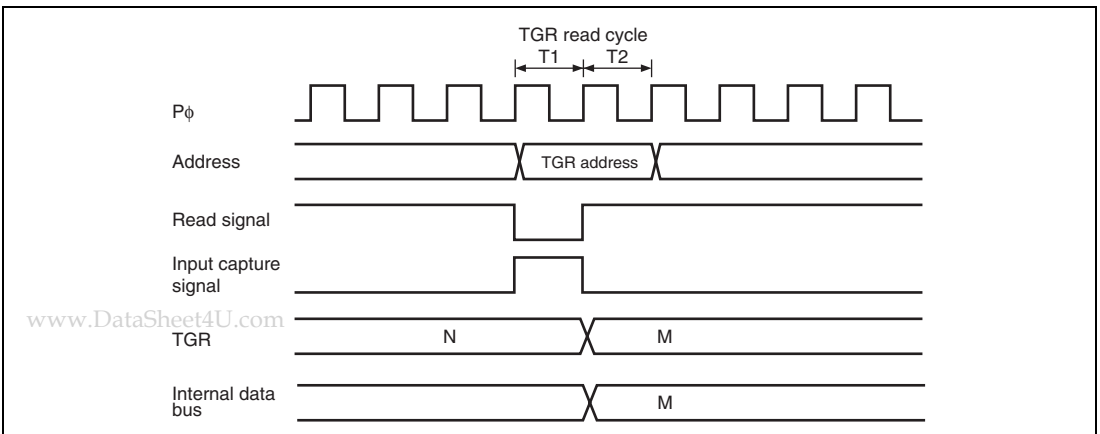 TGR read cycle
T1 T2
Pϕ
Address
TGR address
Read signal
Input capture
signal
www.DataSheet4U.com
TGR
N
M
Internal data
bus
M